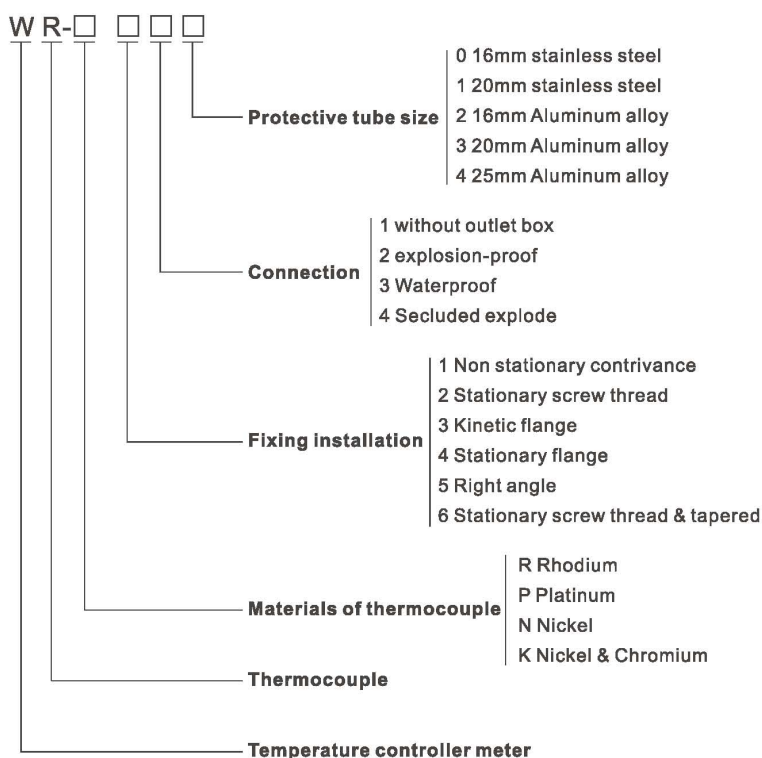 WR-□ □□□
0 16mm stainless steel
1 20mm stainless steel
Protective tube size
2 16mm Aluminum alloy
3 20mm Aluminum alloy
4 25mm Aluminum alloy
1 without outlet box
2 explosion-proof
Connection
3 Waterproof
4 Secluded explode
1 Non stationary contrivance
2 Stationary screw thread
3 Kinetic flange
Fixing installation
4 Stationary flange
5 Right angle
6 Stationary screw thread & tapered
R Rhodium
P Platinum
Materials of thermocouple
N Nickel
K Nickel & Chromium
Thermocouple
Temperature controller meter